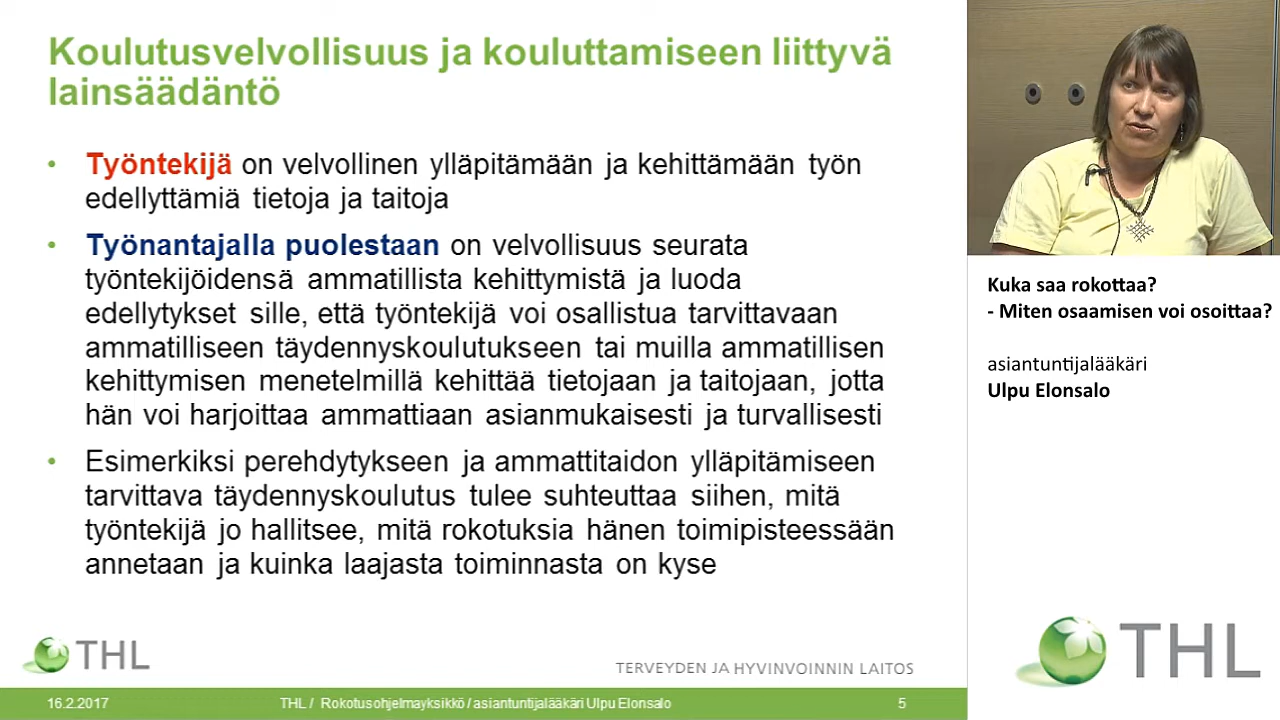 Koulutusvelvollisuus ja kouluttamiseen liittyvä
lainsäädäntö
• Työntekijä on velvollinen ylläpitämään ja kehittämään työn
edellyttämiä tietoja ja taitoja
• Työnantajalla puolestaan on velvollisuus seurata
työntekijöidensä ammatillista kehittymistä ja luoda
edellytykset sille, että työntekijä voi osallistua tarvittavaan
ammatilliseen täydennyskoulutukseen tai muilla ammatillisen
kehittymisen menetelmillä kehittää tietojaan ja taitojaan, jotta
hän voi harjoittaa ammattiaan asianmukaisesti ja turvallisesti
• Esimerkiksi perehdytykseen ja ammattitaidon ylläpitämiseen
tarvittava täydennyskoulutus tulee suhteuttaa siihen, mitä
työntekijä jo hallitsee, mitä rokotuksia hänen toimipisteessään
annetaan ja kuinka laajasta toiminnasta on kyse
THL
TERVEYDEN JA HYVINVOINNIN LAITOS
16.2.2017
THL / Rokotusohjelmayksikkö / asiantuntijalääkäri Ulpu Elonsalo
5
Kuka saa rokottaa?
- Miten osaamisen voi osoittaa?
asiantuntijalääkäri
Ulpu Elonsalo
THL